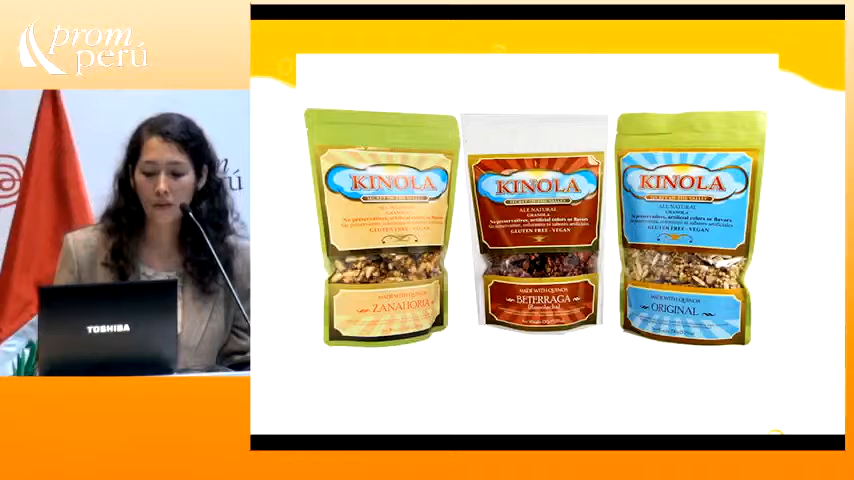 prom
perú
TOSHIBA
KINOLA
SECRET OF THE VALLEY
ALL NATURAL
GRANOLA
No preservatives, artificial colors or flavors
GLUTEN FREE - VEGAN
MADE WITH QUINOA
ZANAHORIA
KINOLA
SECRET OF THE VALLEY
ALL NATURAL
GRANOLA
No preservatives, artificial colors or flavors
GLUTEN FREE - VEGAN
MADE WITH QUINOA
BETERRAGA
KINOLA
SECRET OF THE VALLEY
ALL NATURAL
GRANOLA
No preservatives, artificial colors or flavors
GLUTEN FREE - VEGAN
MADE WITH QUINOA
ORIGINAL